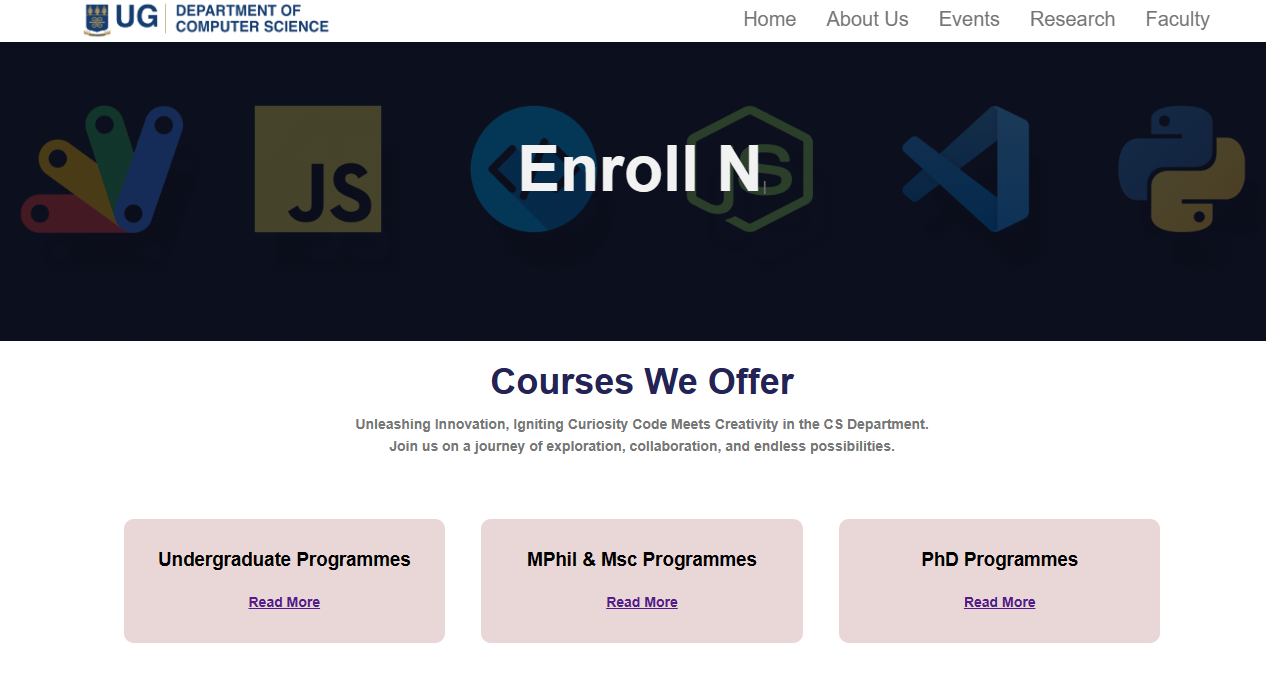 UG
DEPARTMENT OF
COMPUTER SCIENCE
Home About Us Events Research Faculty
JS
JS
Enroll N
Courses We Offer
Unleashing Innovation, Igniting Curiosity Code Meets Creativity in the CS Department.
Join us on a journey of exploration, collaboration, and endless possibilities.
Undergraduate Programmes
Read More
MPhil & Msc Programmes
Read More
PhD Programmes
Read More